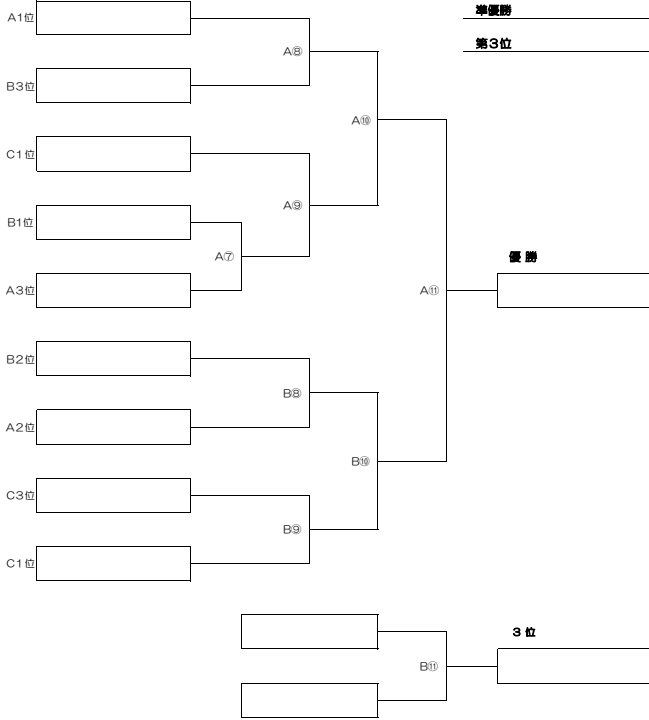 A1位
準優勝
A⑧
第3位
B3位
A⑩
C1位
A⑨
B1位
A⑦
優 勝
A3位
A⑪
B2位
B⑧
A2位
B⑩
C3位
B⑨
C1位
3 位
B⑪